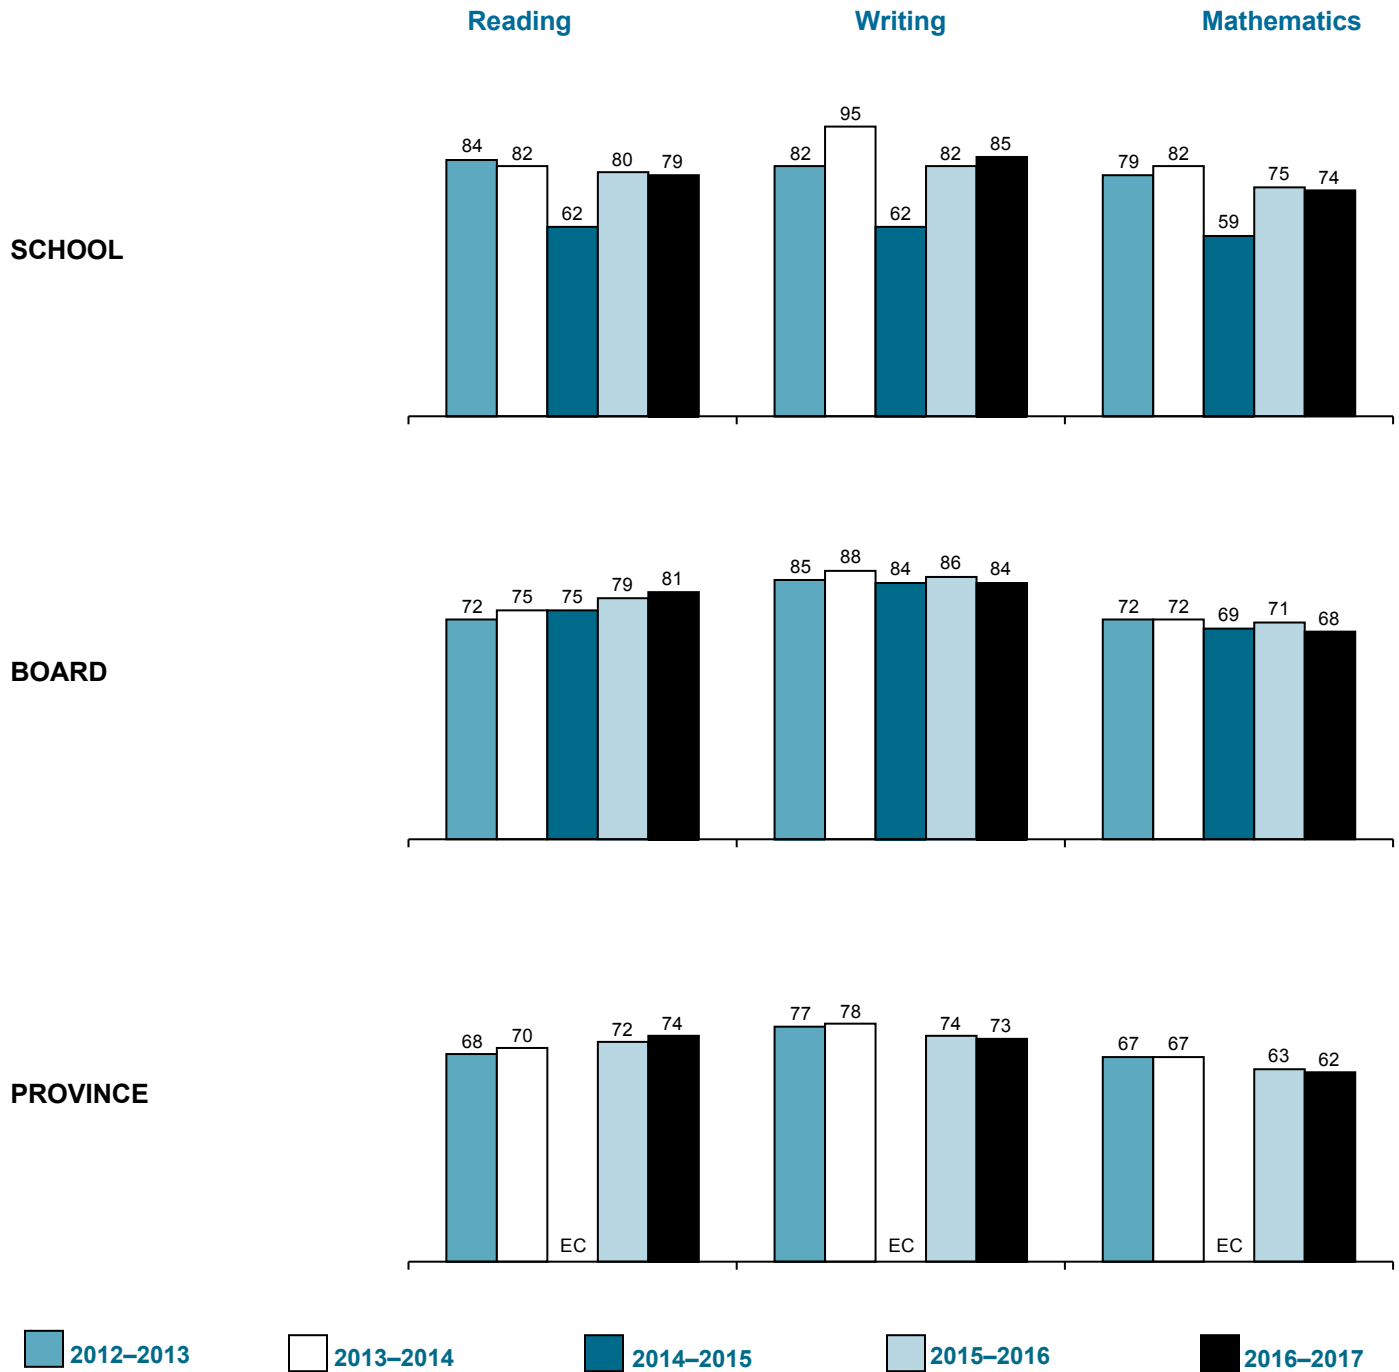 Reading Writing Mathematics
SCHOOL
84 82 62 80 79
82 95 62 82 85
79 82 59 75 74
BOARD
72 75 75 79 81
85 88 84 86 84
72 72 69 71 68
PROVINCE
68 70 EC 72 74
77 78 EC 74 73
67 67 EC 63 62
2012–2013 2013–2014 2014–2015 2015–2016 2016–2017